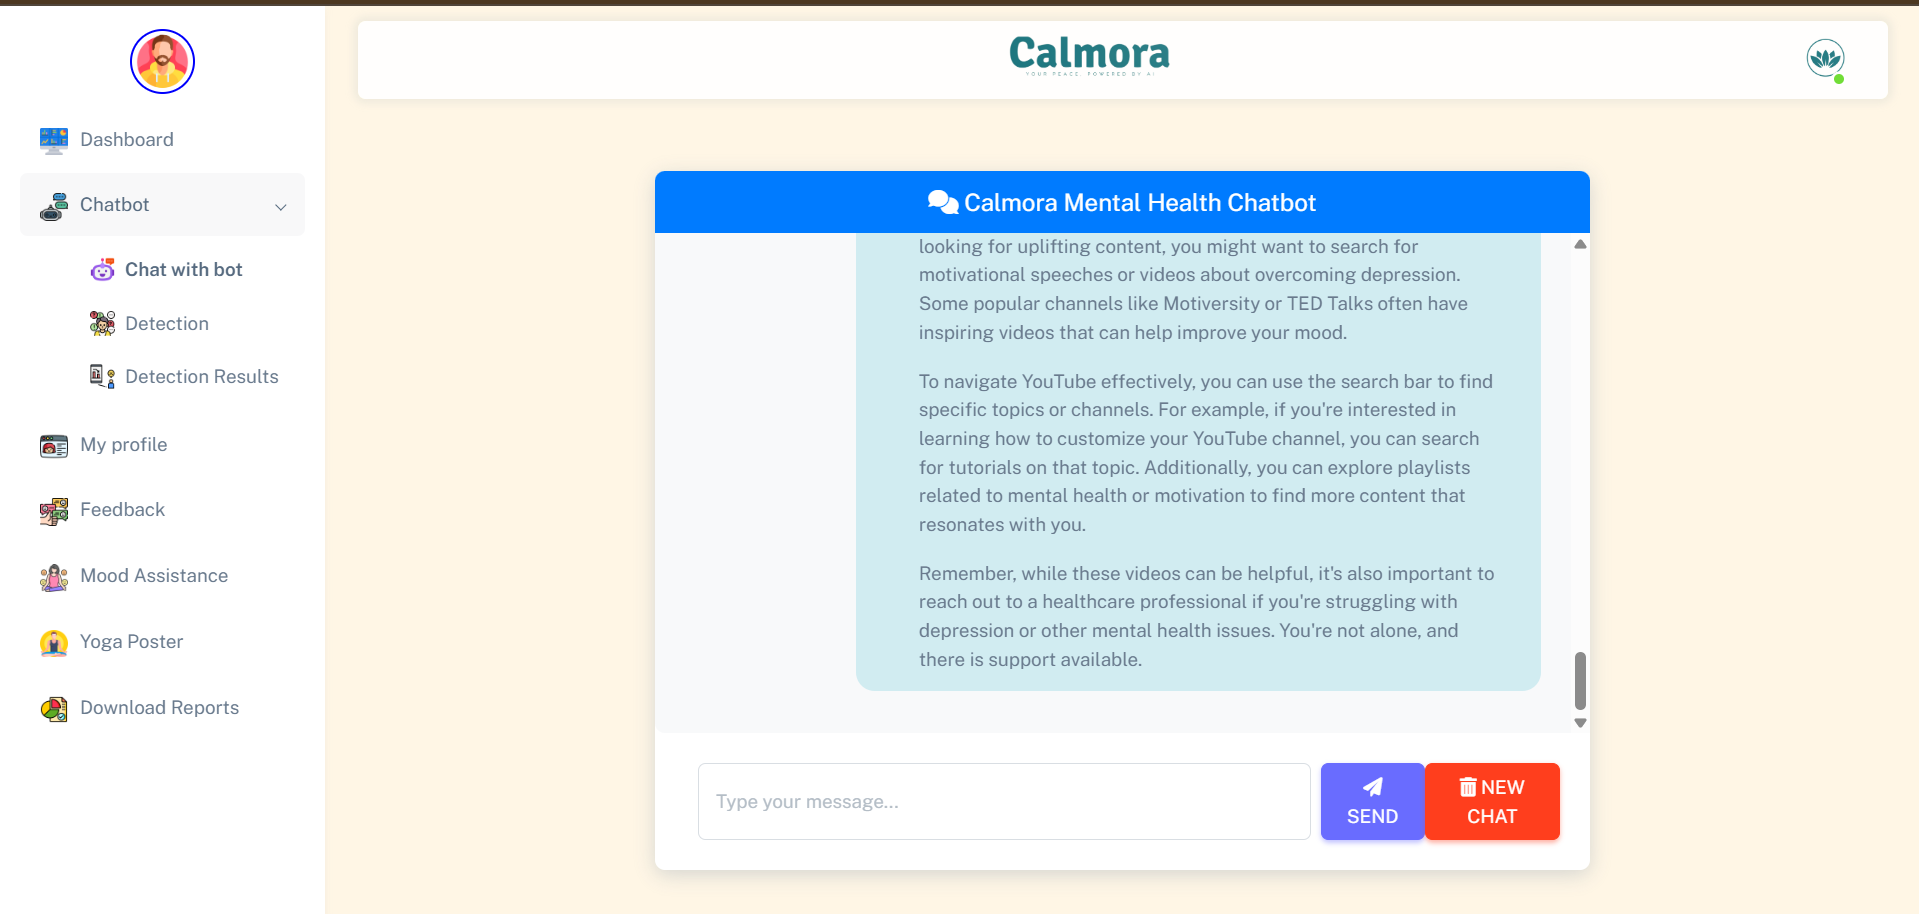 Calmora
YOUR PEACE, POWERED BY AI
Dashboard
Chatbot
Chat with bot
Detection
Detection Results
My profile
Feedback
Mood Assistance
Yoga Poster
Download Reports
Calmora Mental Health Chatbot
looking for uplifting content, you might want to search for
motivational speeches or videos about overcoming depression.
Some popular channels like Motiversity or TED Talks often have
inspiring videos that can help improve your mood.
To navigate YouTube effectively, you can use the search bar to find
specific topics or channels. For example, if you're interested in
learning how to customize your YouTube channel, you can search
for tutorials on that topic. Additionally, you can explore playlists
related to mental health or motivation to find more content that
resonates with you.
Remember, while these videos can be helpful, it's also important to
reach out to a healthcare professional if you're struggling with
depression or other mental health issues. You're not alone, and
there is support available.
Type your message...
SEND
NEW
CHAT